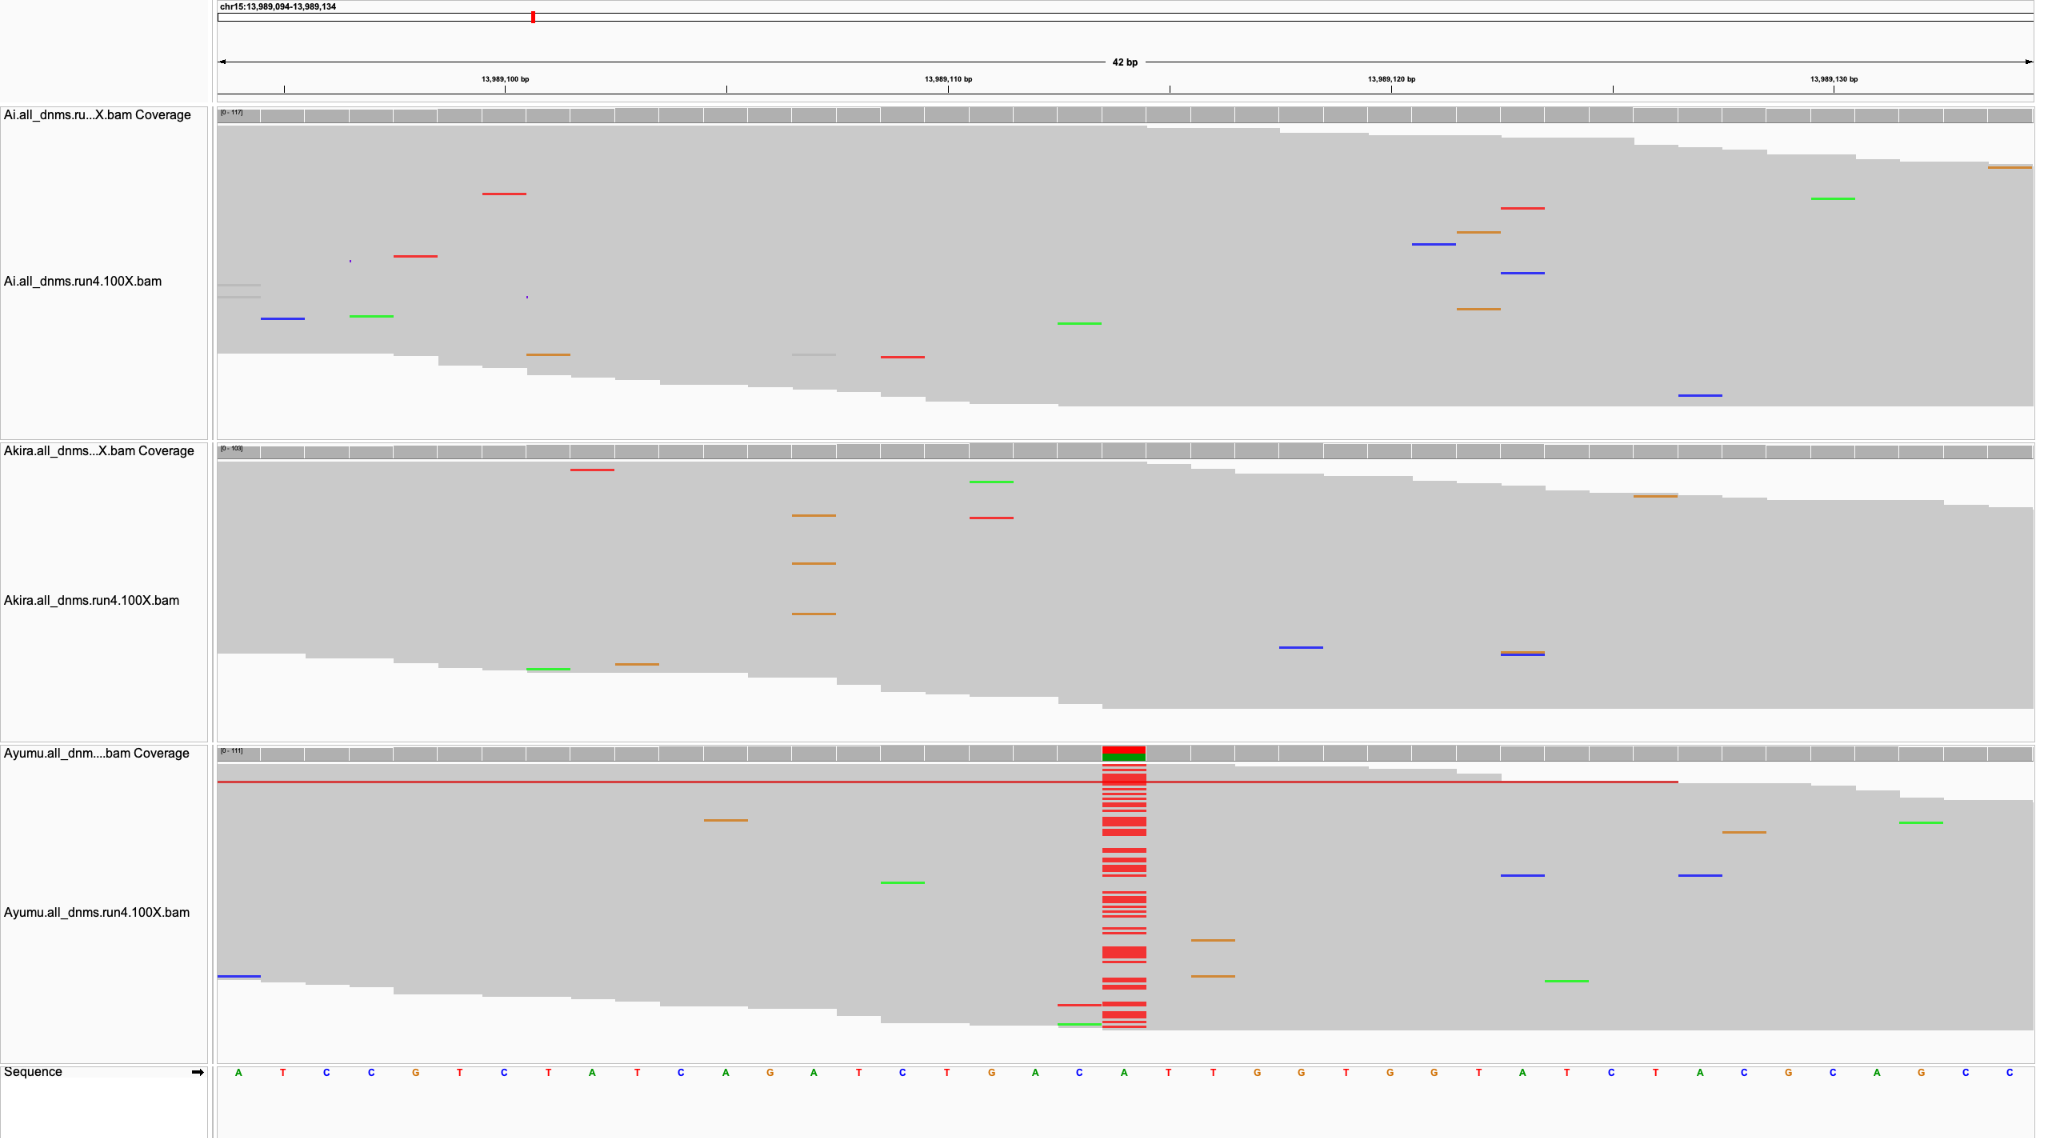 chr15:13,989,094-13,989,134
42 bp
13,989,100 bp 13,989,110 bp 13,989,120 bp 13,989,130 bp
Ai.all_dnms.ru...X.bam Coverage
[0 - 117]
Ai.all_dnms.run4.100X.bam
Akira.all_dnms...X.bam Coverage
[0 - 103]
Akira.all_dnms.run4.100X.bam
Ayumu.all_dnm....bam Coverage
[0 - 111]
Ayumu.all_dnms.run4.100X.bam
Sequence A T C C G T C T A T C A G A T C T G A C A T T G G T G G T A T C T A C G C A G C C